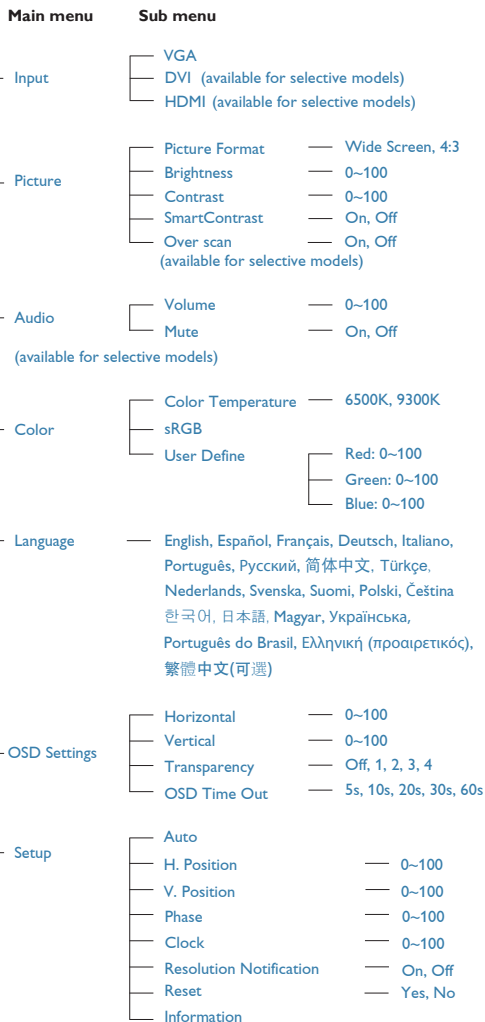 Main menu Sub menu
VGA
Input DVI (available for selective models)
HDMI (available for selective models)
Picture Format Wide Screen, 4:3
Picture Brightness 0~100
Contrast 0~100
SmartContrast On, Off
Over scan On, Off
(available for selective models)
Volume 0~100
Audio
Mute On, Off
(available for selective models)
Color Temperature 6500K, 9300K
Color sRGB
User Define Red: 0~100
Green: 0~100
Blue: 0~100
Language English, Español, Français, Deutsch, Italiano,
Português, Русский, 简体中文, Türkçe,
Nederlands, Svenska, Suomi, Polski, Čeština
한국어, 日本語, Magyar, Українська,
Português do Brasil, Ελληνική (προαιρετικός),
繁體中文(可選)
Horizontal 0~100
Vertical 0~100
OSD Settings
Transparency Off, 1, 2, 3, 4
OSD Time Out 5s, 10s, 20s, 30s, 60s
Auto
Setup
H. Position 0~100
V. Position 0~100
Phase 0~100
Clock 0~100
Resolution Notification On, Off
Reset Yes, No
Information